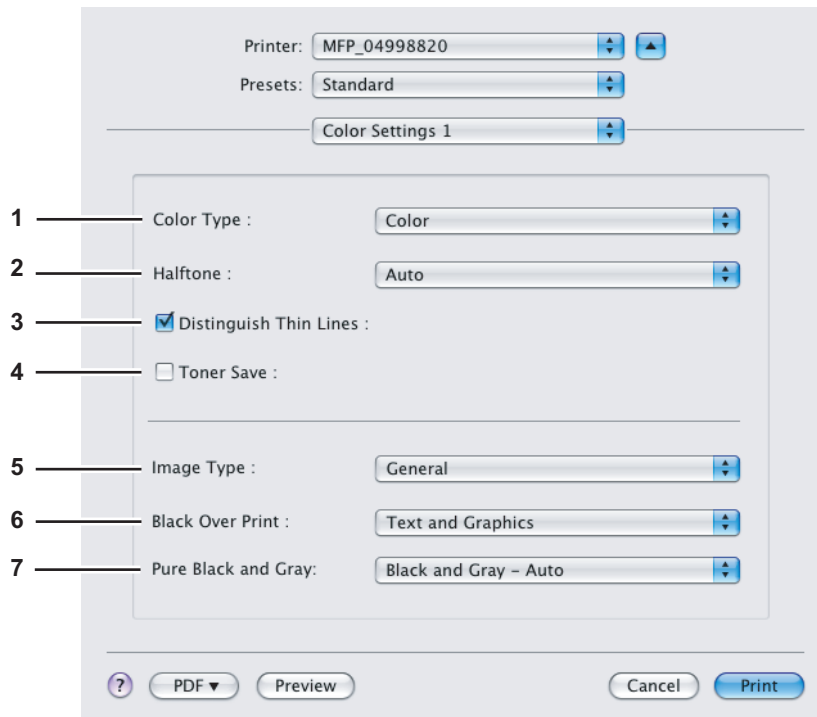 Printer: MFP_04998820
Presets: Standard
Color Settings 1
1 Color Type : Color
2 Halftone : Auto
3 Distinguish Thin Lines :
4 Toner Save :
5 Image Type : General
6 Black Over Print : Text and Graphics
7 Pure Black and Gray: Black and Gray – Auto
? PDF ▼ Preview Cancel Print